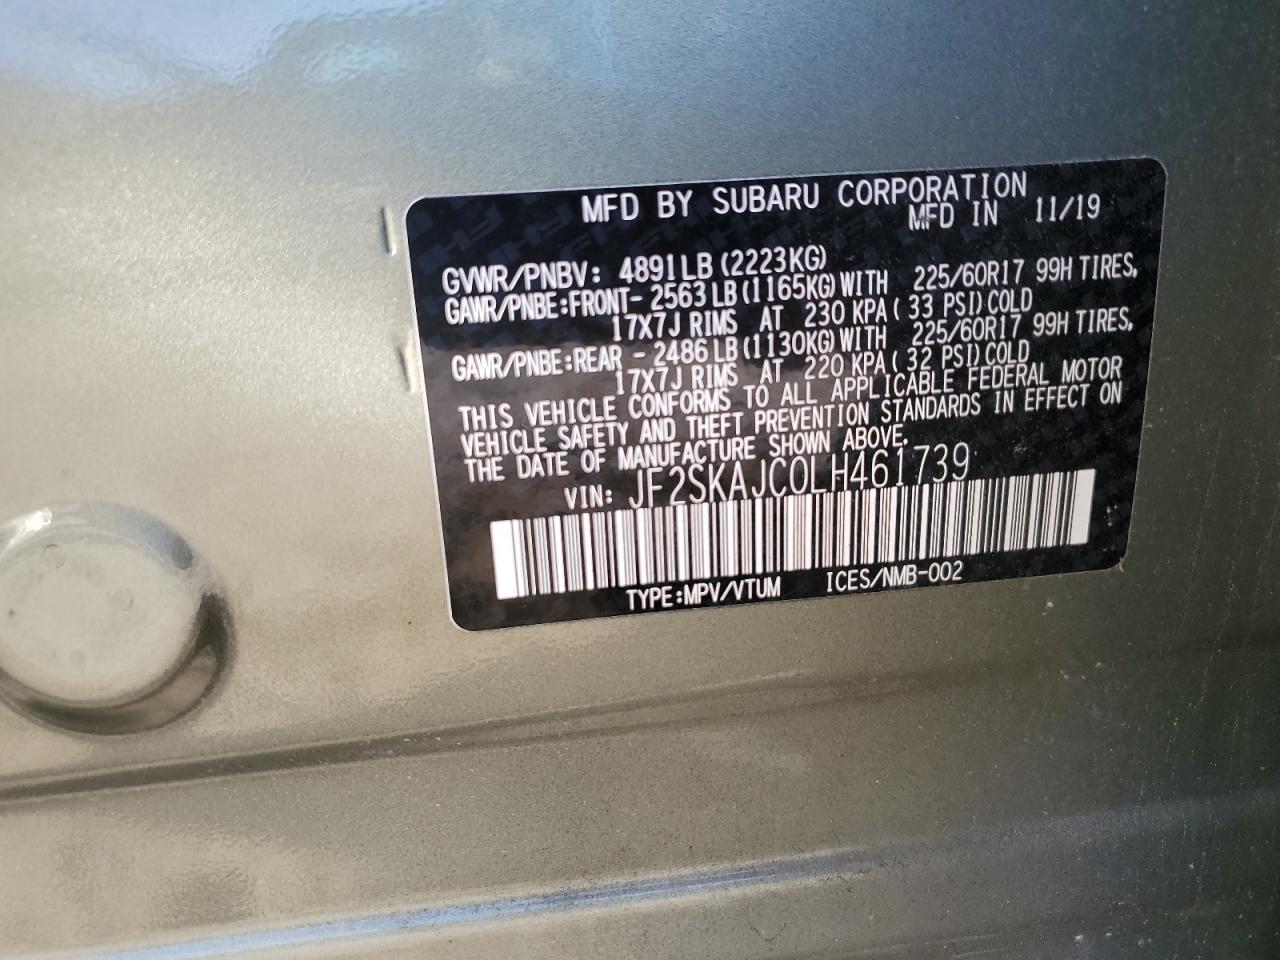 MFD BY SUBARU CORPORATION
MFD IN 11/19
GVWR/PNBV: 4891LB (2223KG)
GAWR/PNBE:FRONT- 2563 LB (1165KG) WITH 225/60R17 99H TIRES,
17X7J RIMS AT 230 KPA ( 33 PSI) COLD
GAWR/PNBE:REAR - 2486 LB (1130KG) WITH 225/60R17 99H TIRES,
17X7J RIMS AT 220 KPA ( 32 PSI) COLD
THIS VEHICLE CONFORMS TO ALL APPLICABLE FEDERAL MOTOR
VEHICLE SAFETY AND THEFT PREVENTION STANDARDS IN EFFECT ON
THE DATE OF MANUFACTURE SHOWN ABOVE.
VIN: JF2SKAJC0LH461739
TYPE:MPV/VTUM ICES/NMB-002